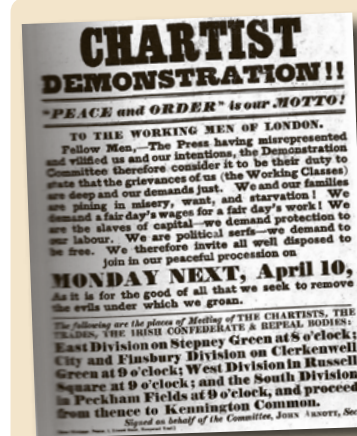 CHARTIST
DEMONSTRATION!!
"PEACE and ORDER" is our MOTTO!
TO THE WORKING MEN OF LONDON.
Fellow Men,—The Press having misrepresented
and vilified us and our intentions, the Demonstration
Committee therefore consider it to be their duty to
state that the grievances of us (the Working Classes)
are deep and our demands just. We and our families
are pining in misery, want, and starvation! We
demand a fair day's wages for a fair day's work! We
are the slaves of capital—we demand protection to
our labour. We are political serfs—we demand to
be free. We therefore invite all well disposed to
join in our peaceful procession on
MONDAY NEXT, April 10,
As it is for the good of all that we seek to remove
the evils under which we groan.
The following are the places of Meeting of THE CHARTISTS, THE
TRADES, THE IRISH CONFEDERATE & REPEAL BODIES:
East Division on Stepney Green at 8 o'clock;
City and Finsbury Division on Clerkenwell
Green at 9 o'clock; West Division in Russell
Square at 9 o'clock; and the South Division
in Peckham Fields at 9 o'clock, and proceed
from thence to Kennington Common.
Signed on behalf of the Committee, JOHN ARNOTT, Sec